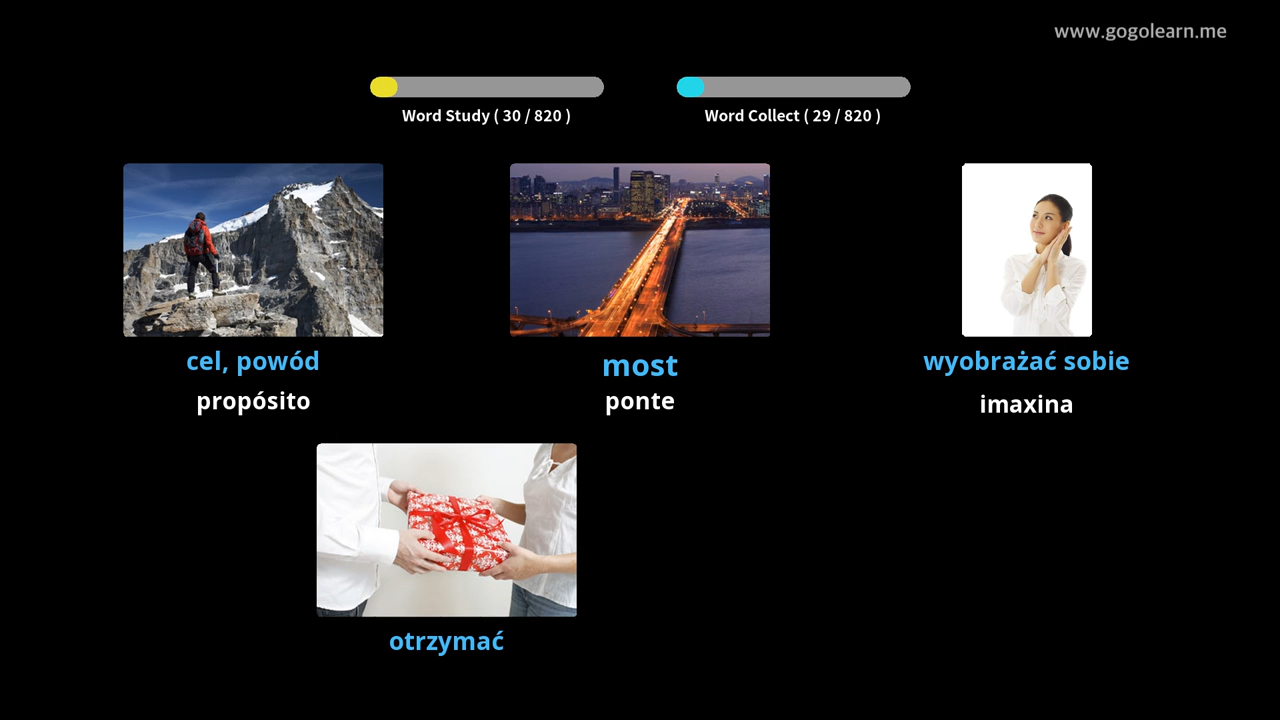 www.gogolearn.me
Word Study ( 30 / 820 )
Word Collect ( 29 / 820 )
cel, powód
propósito
most
ponte
wyobrażać sobie
imaxina
otrzymać